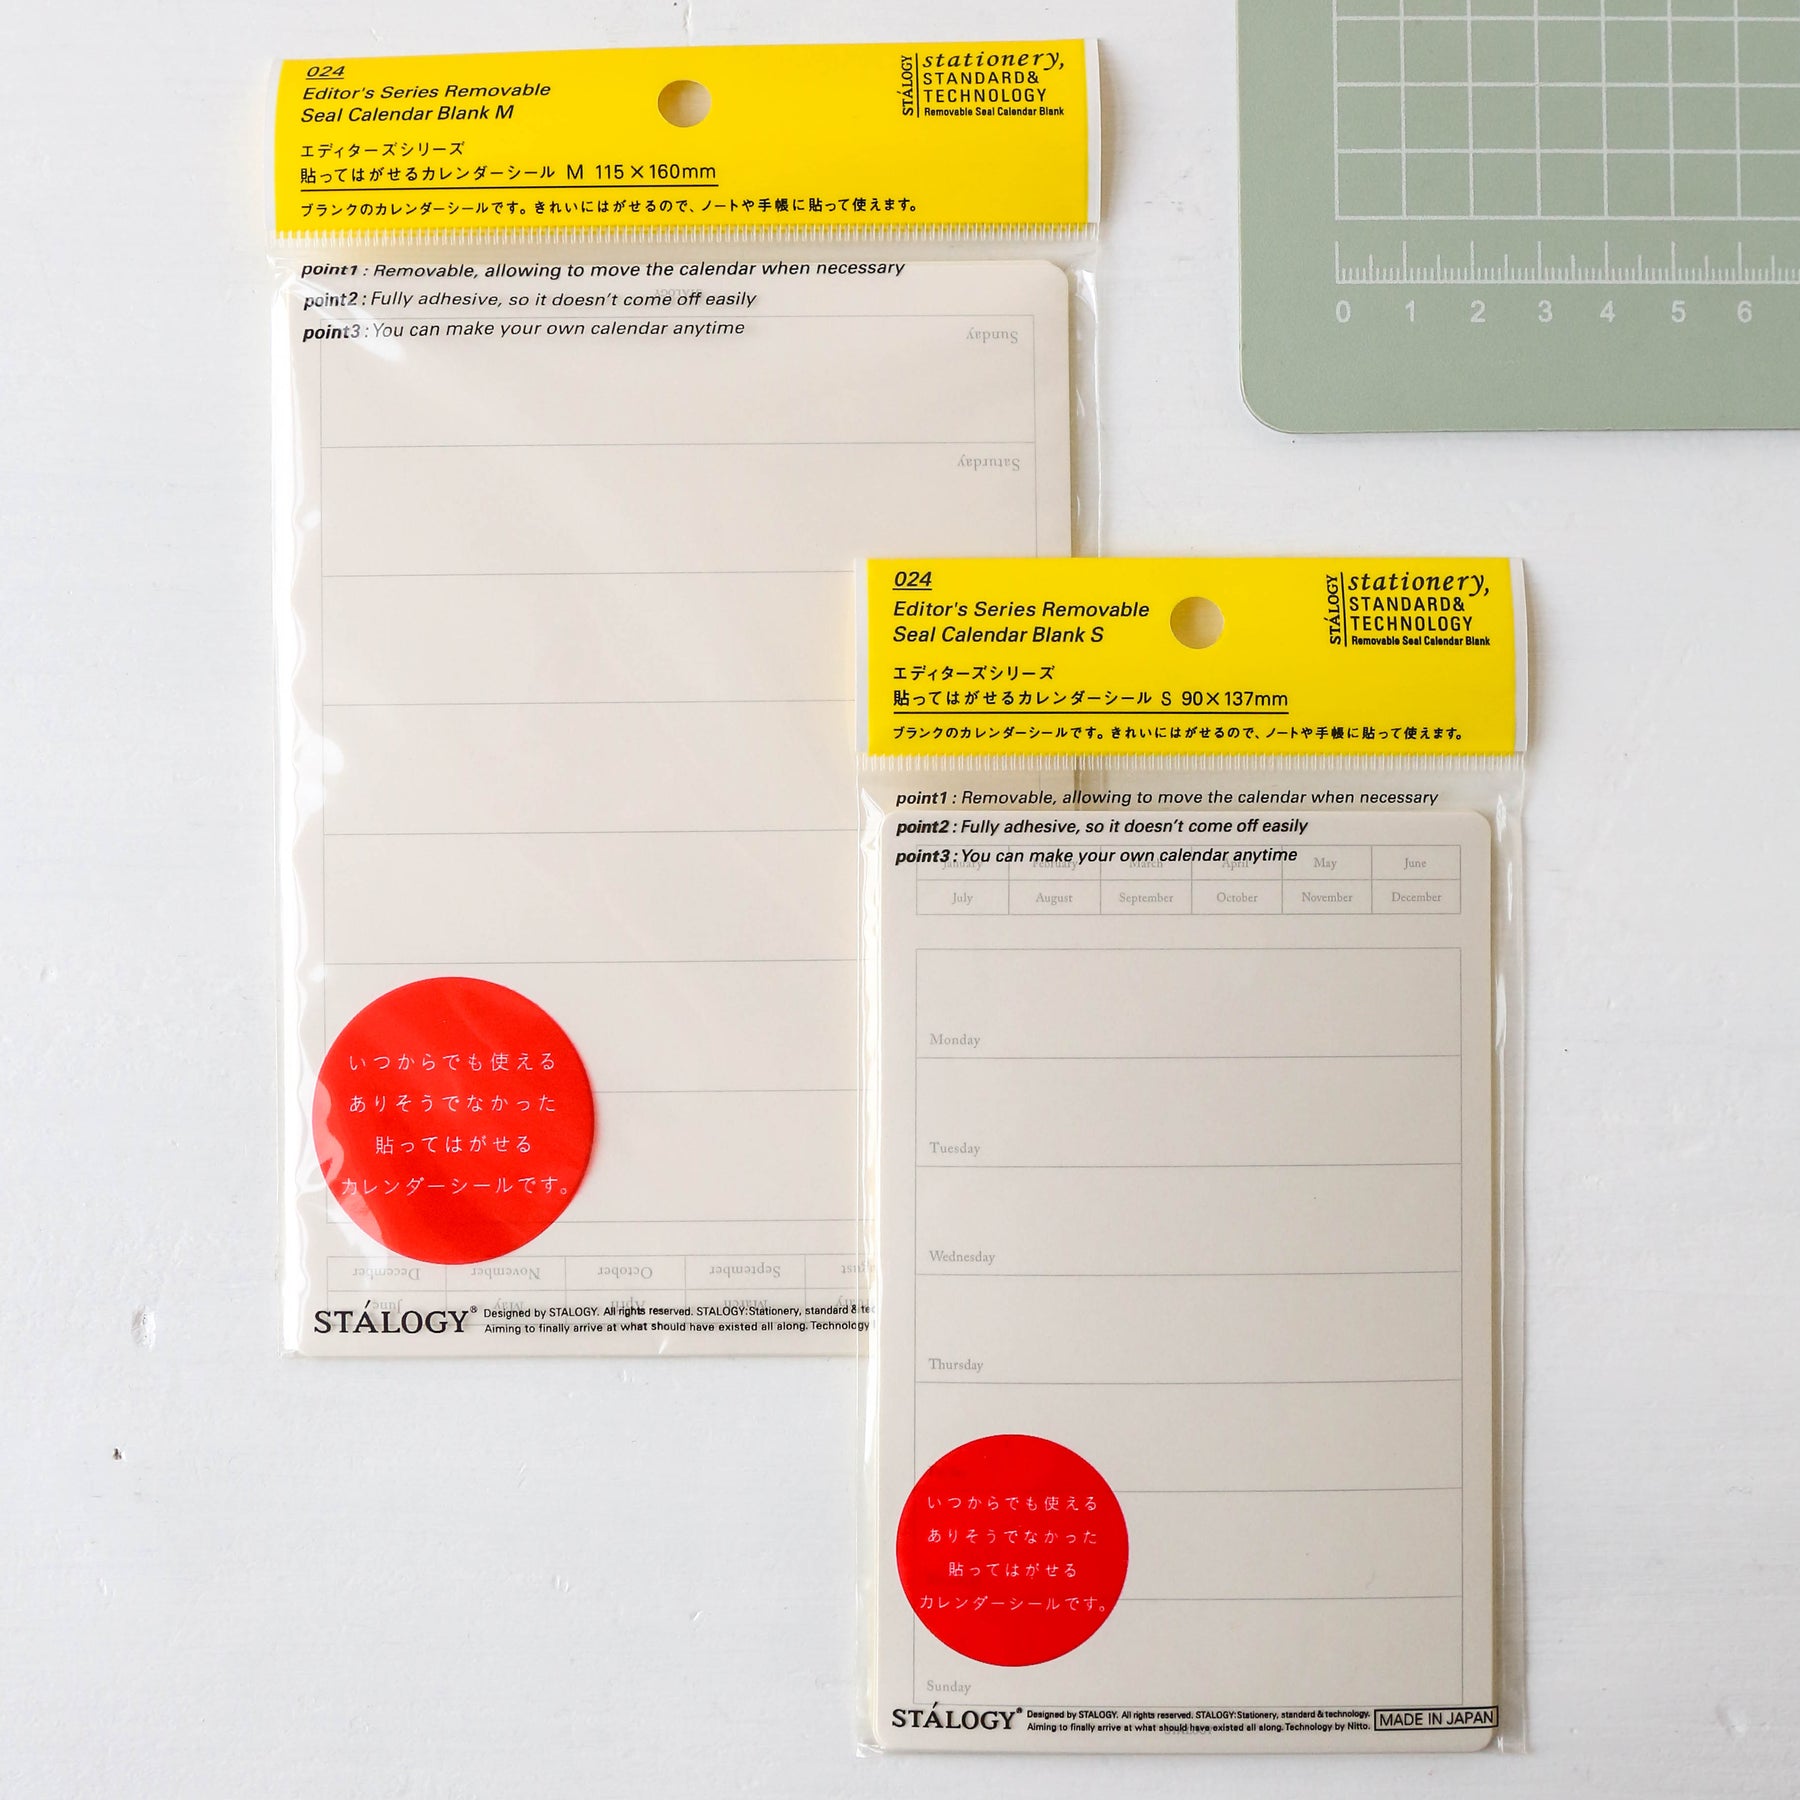 024
Editor's Series Removable
Seal Calendar Blank M
エディターズシリーズ
貼ってはがせるカレンダーシール M 115×160mm
ブランクのカレンダーシールです。きれいにはがせるので、ノートや手帳に貼って使えます。
STÁLOGY
stationery,
STANDARD&
TECHNOLOGY
Removable Seal Calendar Blank
point1 : Removable, allowing to move the calendar when necessary
point2 : Fully adhesive, so it doesn't come off easily
point3 : You can make your own calendar anytime
STALOGY
Sunday
Saturday
いつからでも使える
ありそうでなかった
貼ってはがせる
カレンダーシールです。
December November October September
June May April March
STÁLOGY®
Designed by STALOGY. All rights reserved. STALOGY:Stationery, standard &
Aiming to finally arrive at what should have existed all along. Technology
0 1 2 3 4 5 6
024
Editor's Series Removable
Seal Calendar Blank S
エディターズシリーズ
貼ってはがせるカレンダーシール S 90×137mm
ブランクのカレンダーシールです。きれいにはがせるので、ノートや手帳に貼って使えます。
STÁLOGY
stationery,
STANDARD&
TECHNOLOGY
Removable Seal Calendar Blank
point1 : Removable, allowing to move the calendar when necessary
point2 : Fully adhesive, so it doesn't come off easily
point3 : You can make your own calendar anytime
January February March April May June
July August September October November December
Monday
Tuesday
Wednesday
Thursday
いつからでも使える
ありそうでなかった
貼ってはがせる
カレンダーシールです。
Sunday
STÁLOGY®
Designed by STALOGY. All rights reserved. STALOGY:Stationery, standard & technology.
Aiming to finally arrive at what should have existed all along. Technology by Nitto.
MADE IN JAPAN